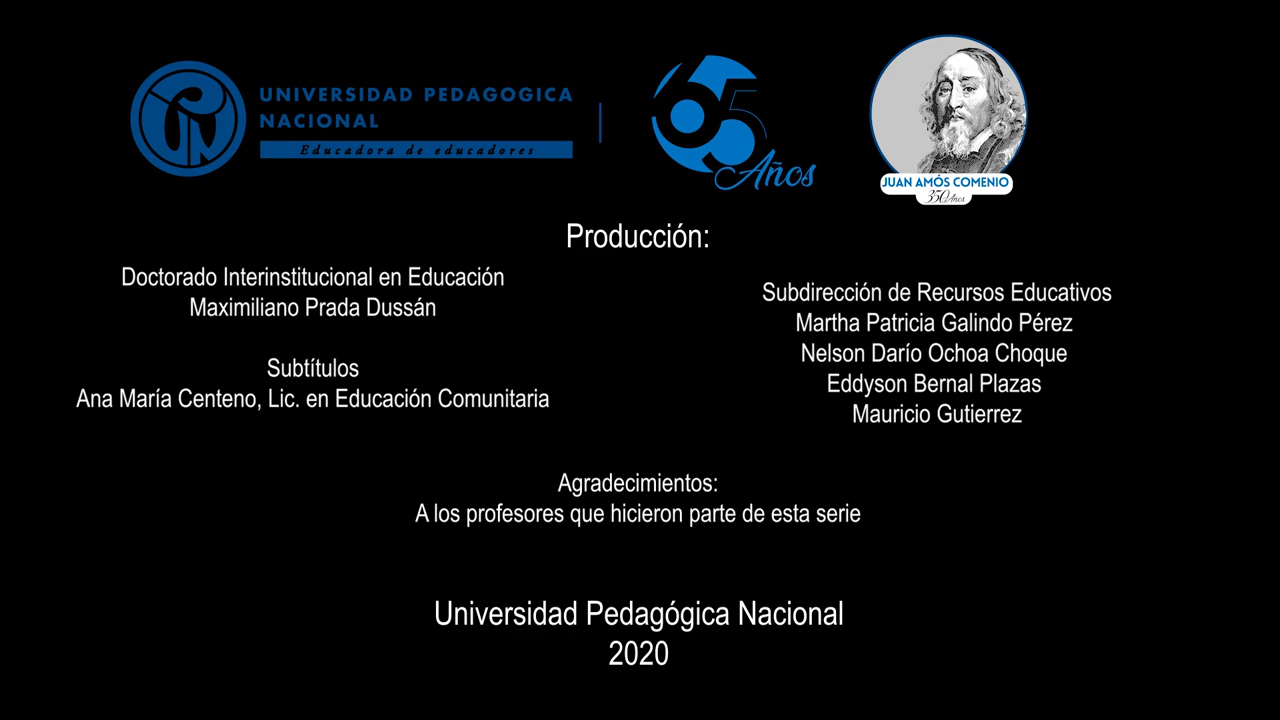 UNIVERSIDAD PEDAGOGICA
NACIONAL
Educadora de educadores
65
Años
JUAN AMÓS COMENIO
350 Años
Producción:
Doctorado Interinstitucional en Educación
Maximiliano Prada Dussán
Subtítulos
Ana María Centeno, Lic. en Educación Comunitaria
Subdirección de Recursos Educativos
Martha Patricia Galindo Pérez
Nelson Darío Ochoa Choque
Eddyson Bernal Plazas
Mauricio Gutierrez
Agradecimientos:
A los profesores que hicieron parte de esta serie
Universidad Pedagógica Nacional
2020